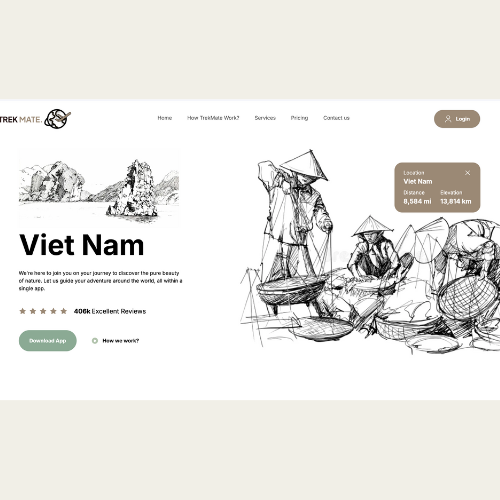 TREK MATE.
Home
How TrekMate Work?
Services
Pricing
Contact us
Login
Location
Viet Nam
Distance
Elevation
8,584 mi
13,814 km
Viet Nam
We're here to join you on your journey to discover the pure beauty
of nature. Let us guide your adventure around the world, all within a
single app.
406k Excellent Reviews
Download App
How we work?